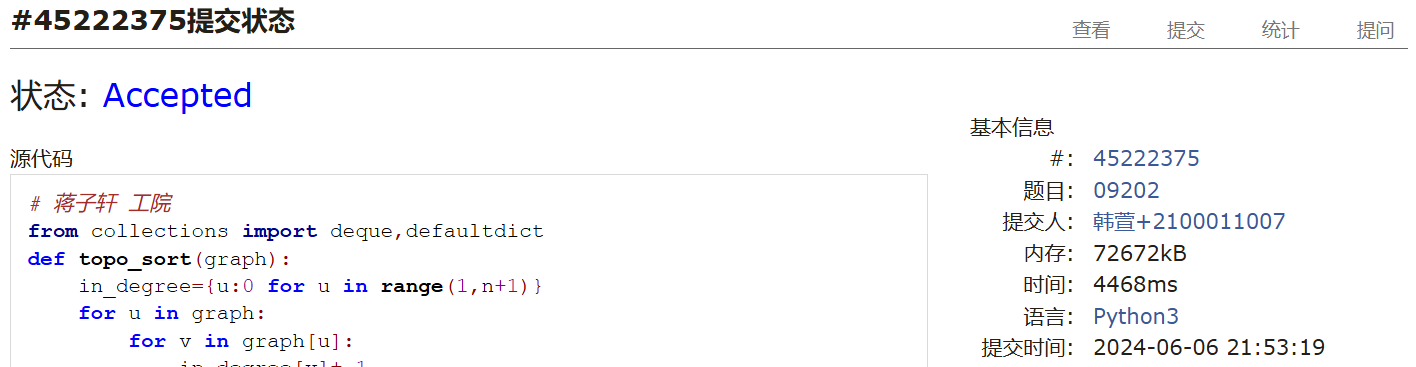 #45222375提交状态
查看 提交 统计 提问
状态: Accepted
源代码
# 蒋子轩 工院
from collections import deque,defaultdict
def topo_sort(graph):
in_degree={u:0 for u in range(1,n+1)}
for u in graph:
for v in graph[u]:
基本信息
#: 45222375
题目: 09202
提交人: 韩萱+2100011007
内存: 72672kB
时间: 4468ms
语言: Python3
提交时间: 2024-06-06 21:53:19